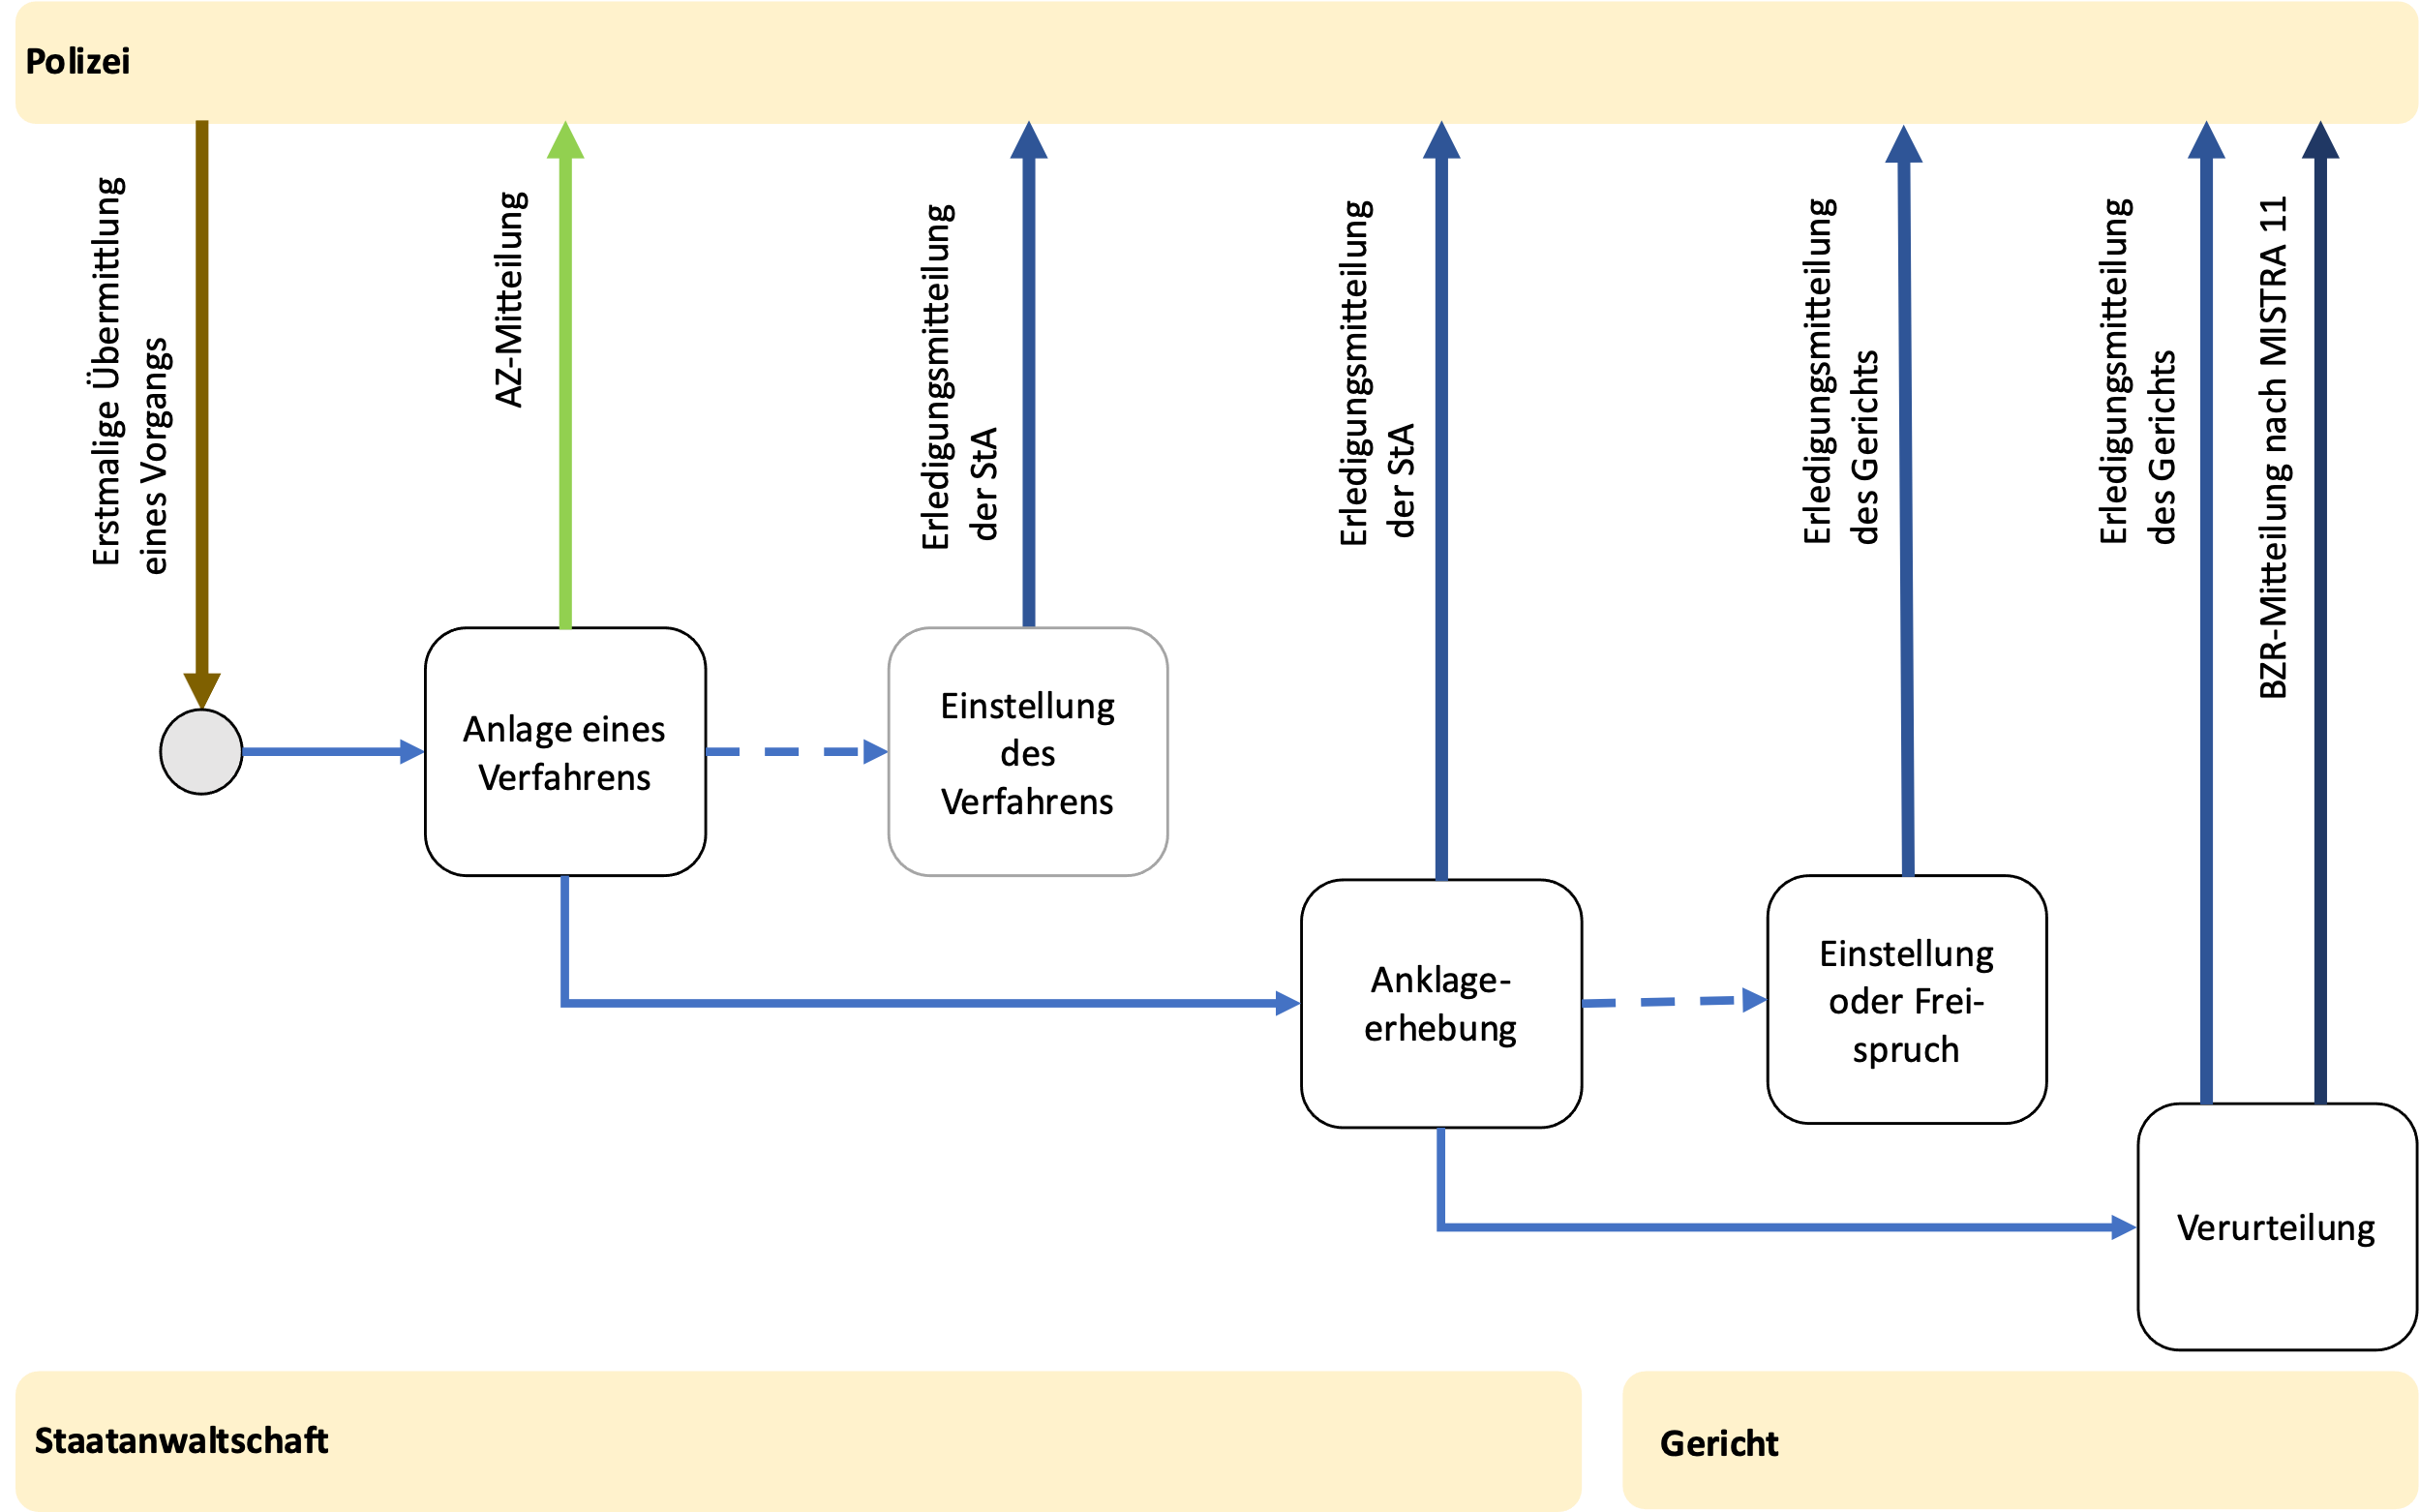 Polizei
Erstmalige Übermittlung
eines Vorgangs
AZ-Mitteilung
Erledigungsmitteilung
der StA
Erledigungsmitteilung
der StA
Erledigungsmitteilung
des Gerichts
Erledigungsmitteilung
des Gerichts
BZR-Mitteilung nach MISTRA 11
Anlage eines
Verfahrens
Einstellung
des
Verfahrens
Anklage-
erhebung
Einstellung
oder Frei-
spruch
Verurteilung
Staatanwaltschaft
Gericht